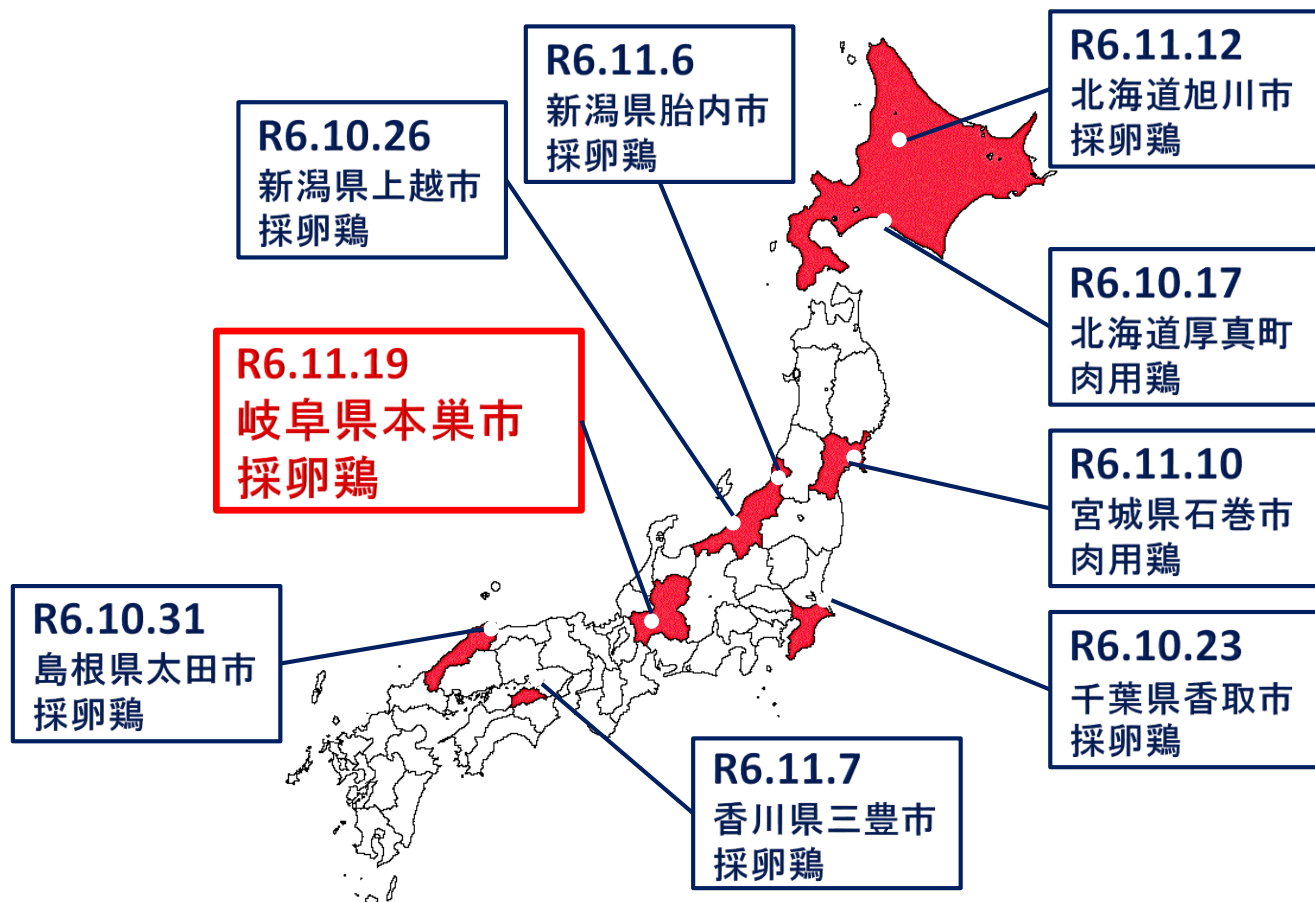 R6.11.12
北海道旭川市
採卵鶏
R6.11.6
新潟県胎内市
採卵鶏
R6.10.26
新潟県上越市
採卵鶏
R6.10.17
北海道厚真町
肉用鶏
R6.11.19
岐阜県本巣市
採卵鶏
R6.11.10
宮城県石巻市
肉用鶏
R6.10.31
島根県太田市
採卵鶏
R6.10.23
千葉県香取市
採卵鶏
R6.11.7
香川県三豊市
採卵鶏